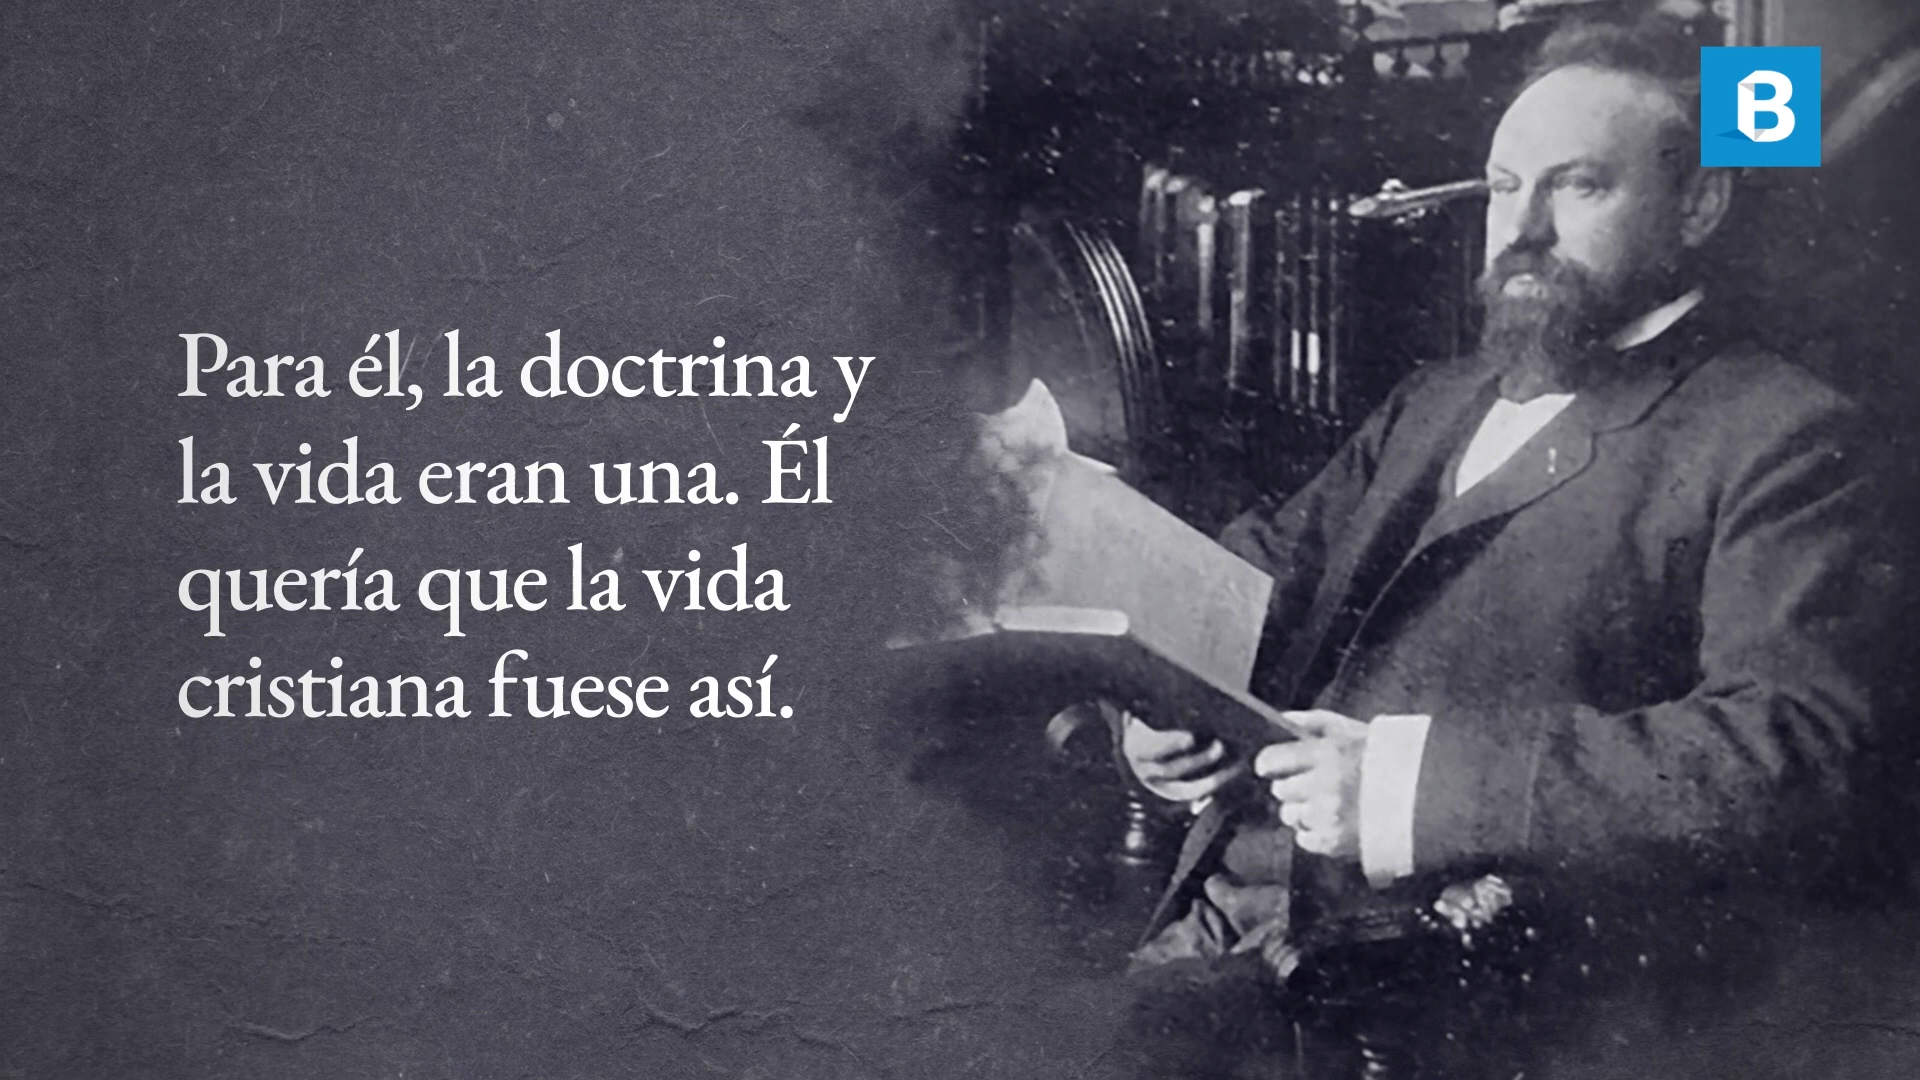 B
Para él, la doctrina y
la vida eran una. Él
quería que la vida
cristiana fuese así.